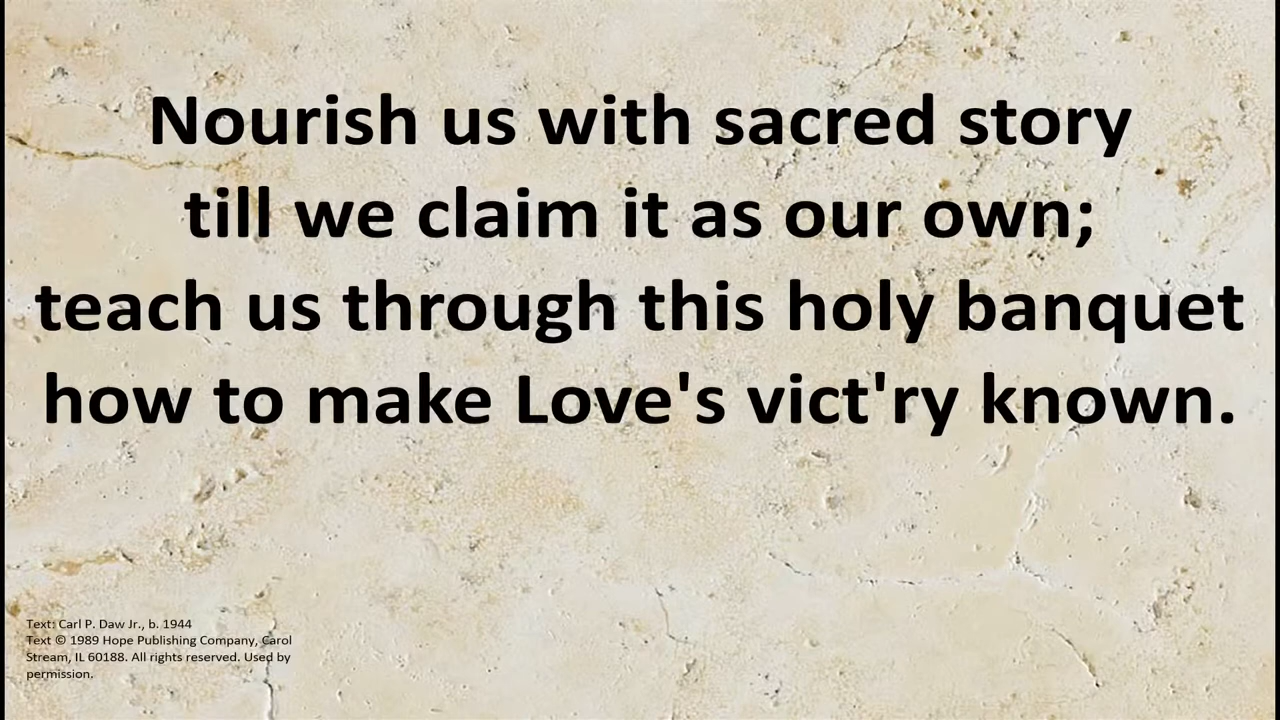 Nourish us with sacred story
till we claim it as our own;
teach us through this holy banquet
how to make Love's vict'ry known.
Text: Carl P. Daw Jr., b. 1944
Text © 1989 Hope Publishing Company, Carol
Stream, IL 60188. All rights reserved. Used by
permission.